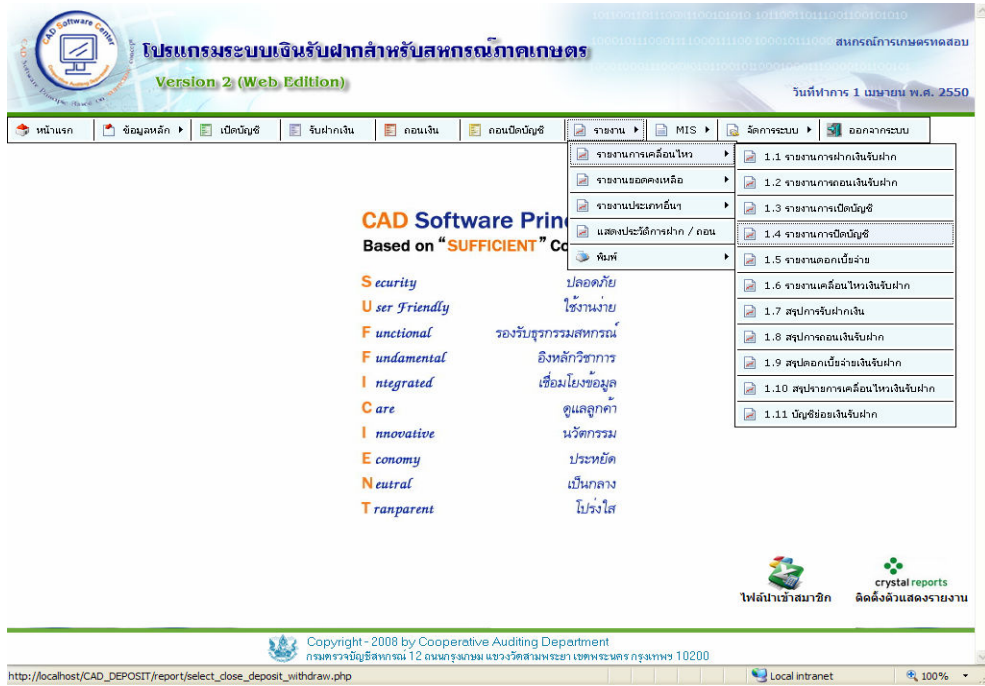 CAD Software Center
โปรแกรมระบบเงินรับฝากสำหรับสหกรณ์ภาคเกษตร
Version 2 (Web Edition)
สหกรณ์การเกษตรทดสอบ
วันที่ทำการ 1 เมษายน พ.ศ. 2550
หน้าแรก ข้อมูลหลัก เปิดบัญชี รับฝากเงิน ถอนเงิน ถอนปิดบัญชี รายงาน MIS จัดการระบบ ออกจากระบบ
รายงานการเคลื่อนไหว
รายงานยอดคงเหลือ
รายงานประเภทอื่นๆ
แสดงประวัติการฝาก / ถอน
พิมพ์
1.1 รายงานการฝากเงินรับฝาก
1.2 รายงานการถอนเงินรับฝาก
1.3 รายงานการเปิดบัญชี
1.4 รายงานการปิดบัญชี
1.5 รายงานดอกเบี้ยจ่าย
1.6 รายงานเคลื่อนไหวเงินรับฝาก
1.7 สรุปการรับฝากเงิน
1.8 สรุปการถอนเงินรับฝาก
1.9 สรุปดอกเบี้ยจ่ายเงินรับฝาก
1.10 สรุปรายการเคลื่อนไหวเงินรับฝาก
1.11 บัญชีย่อยเงินรับฝาก
CAD Software Prin
Based on "SUFFICIENT" Co
Security ปลอดภัย
User Friendly ใช้งานง่าย
Functional รองรับธุรกรรมสหกรณ์
Fundamental อิงหลักวิชาการ
Integrated เชื่อมโยงข้อมูล
Care ดูแลลูกค้า
Innovative นวัตกรรม
Economy ประหยัด
Neutral เป็นกลาง
Tranparent โปร่งใส
crystal reports
ไฟล์นำเข้าสมาชิก ติดตั้งตัวแสดงรายงาน
Copyright - 2008 by Cooperative Auditing Department
กรมตรวจบัญชีสหกรณ์ 12 ถนนกรุงเกษม แขวงวัดสามพระยา เขตพระนคร กรุงเทพฯ 10200
http://localhost/CAD_DEPOSIT/report/select_close_deposit_withdraw.php Local intranet 100%